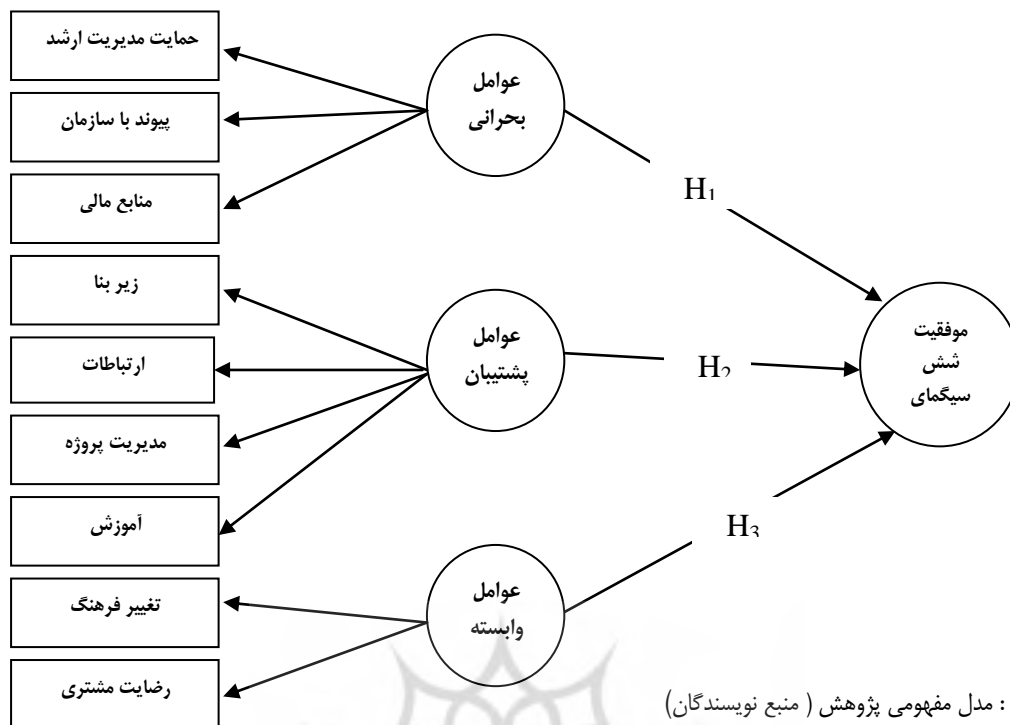 حمایت مدیریت ارشد
پیوند با سازمان
منابع مالی
زیر بنا
ارتباطات
مدیریت پروژه
آموزش
تغییر فرهنگ
رضایت مشتری
عوامل
بحرانی
عوامل
پشتیبان
عوامل
وابسته
H1
H2
H3
موفقیت
شش
سیگمای
: مدل مفهومی پژوهش ( منبع نویسندگان)